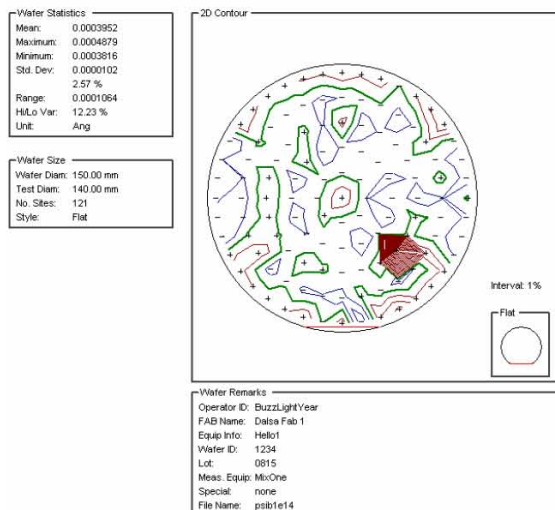 Wafer Statistics
Mean: 0.0003952
Maximum: 0.0004879
Minimum: 0.0003816
Std. Dev: 0.0000102
2.57 %
Range: 0.0001064
Hi/Lo Var: 12.23 %
Unit: Ang
Wafer Size
Wafer Diam: 150.00 mm
Test Diam: 140.00 mm
No. Sites: 121
Style: Flat
2D Contour
Interval: 1%
Flat
Wafer Remarks
Operator ID: BuzzLightYear
FAB Name: Dalsa Fab 1
Equip Info: Hello1
Wafer ID: 1234
Lot: 0815
Meas. Equip: MixOne
Special: none
File Name: psib1e14